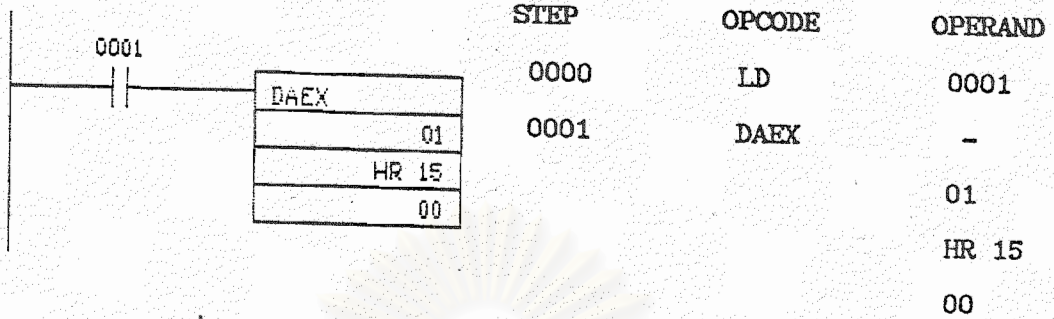 STEP OPCODE OPERAND
0001
0000 LD 0001
DAEX
01
HR 15
00
0001 DAEX –
01
HR 15
00